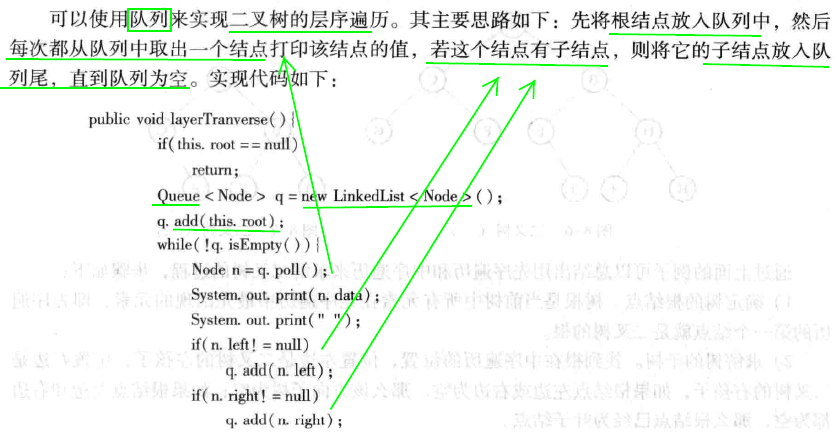 可以使用队列来实现二叉树的层序遍历。其主要思路如下：先将根结点放入队列中，然后
每次都从队列中取出一个结点打印该结点的值，若这个结点有子结点，则将它的子结点放入队
列尾，直到队列为空。实现代码如下：
public void layerTranverse(){
if(this. root == null)
return;
Queue < Node > q = new LinkedList < Node > ( );
q. add(this. root);
while(!q. isEmpty()){
Node n = q. poll();
System. out. print(n. data);
System. out. print(" ");
if(n. left! = null)
q. add(n. left);
if(n. right! = null)
q. add(n. right);